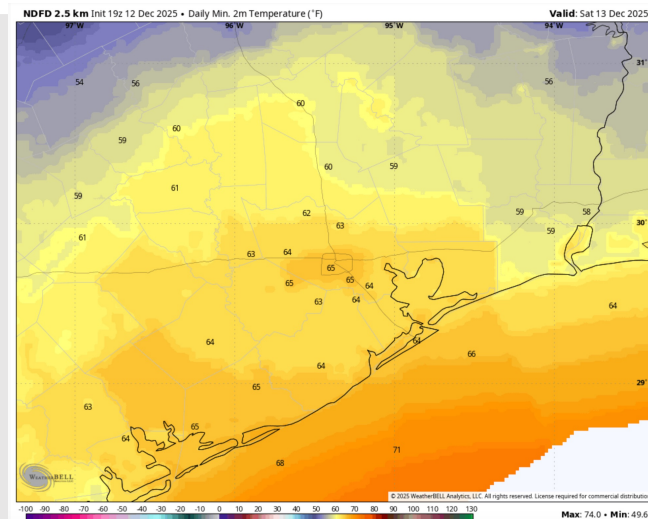 NDFD 2.5 km Init 19z 12 Dec 2025 • Daily Min. 2m Temperature (°F)
Valid: Sat 13 Dec 2025
97°W 96°W 95°W 94°W
31°
54 56 56
60
60
59
60 59
59 61
62 59 58
30°
61 63 59
63 64
65
65 65 64
63 64 64
64 64
66
64
29°
65
63
65
64
71
68
WeatherBELL
© 2025 WeatherBELL Analytics, LLC. All rights reserved. License required for commercial distribution
-100 -90 -80 -70 -60 -50 -40 -30 -20 -10 0 10 20 30 40 50 60 70 80 90 100 110 120 130
Max: 74.0 • Min: 49.6